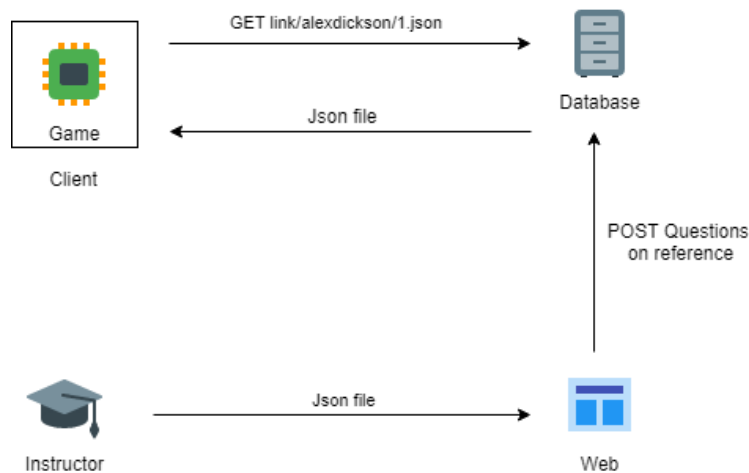 GET link/alexdickson/1.json
Database
Game
Json file
Client
POST Questions
on reference
Json file
Instructor
Web